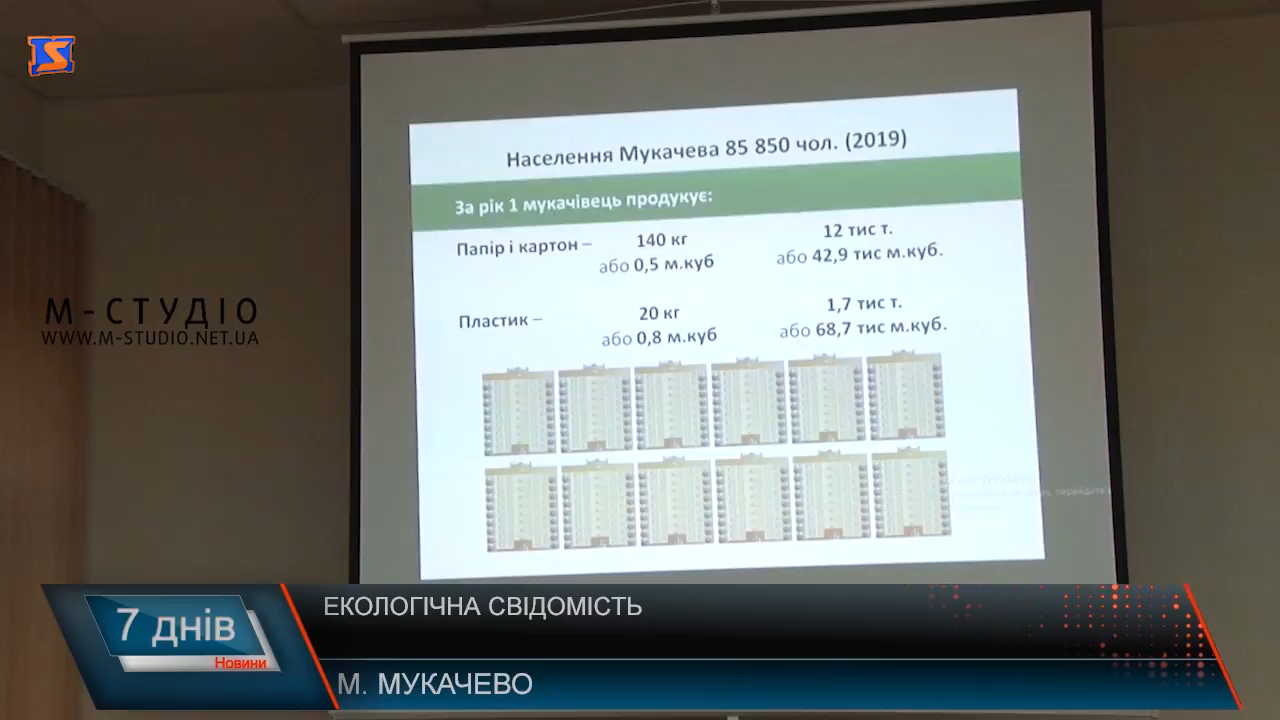 Населення Мукачева 85 850 чол. (2019)
За рік 1 мукачівець продукує:
Папір і картон – 140 кг 12 тис т.
або 0,5 м.куб або 42,9 тис м.куб.
Пластик – 20 кг 1,7 тис т.
або 0,8 м.куб або 68,7 тис м.куб.
М-СТУДІО
WWW.M-STUDIO.NET.UA
7 днів
Новини
ЕКОЛОГІЧНА СВІДОМІСТЬ
М. МУКАЧЕВО